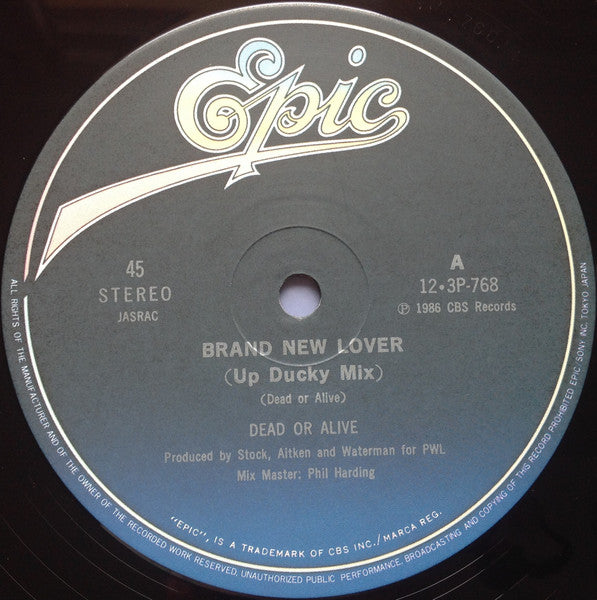 Epic
45
STEREO
JASRAC
A
12・3P-768
Ⓟ 1986 CBS Records
BRAND NEW LOVER
(Up Ducky Mix)
(Dead or Alive)
DEAD OR ALIVE
Produced by Stock, Aitken and Waterman for PWL
Mix Master: Phil Harding
"EPIC", IS A TRADEMARK OF CBS INC./MARCA REG.
ALL RIGHTS OF THE MANUFACTURER AND OF THE OWNER OF THE RECORDED WORK RESERVED. UNAUTHORIZED PUBLIC PERFORMANCE, BROADCASTING AND COPYING OF THIS RECORD PROHIBITED EPIC/SONY INC. TOKYO JAPAN